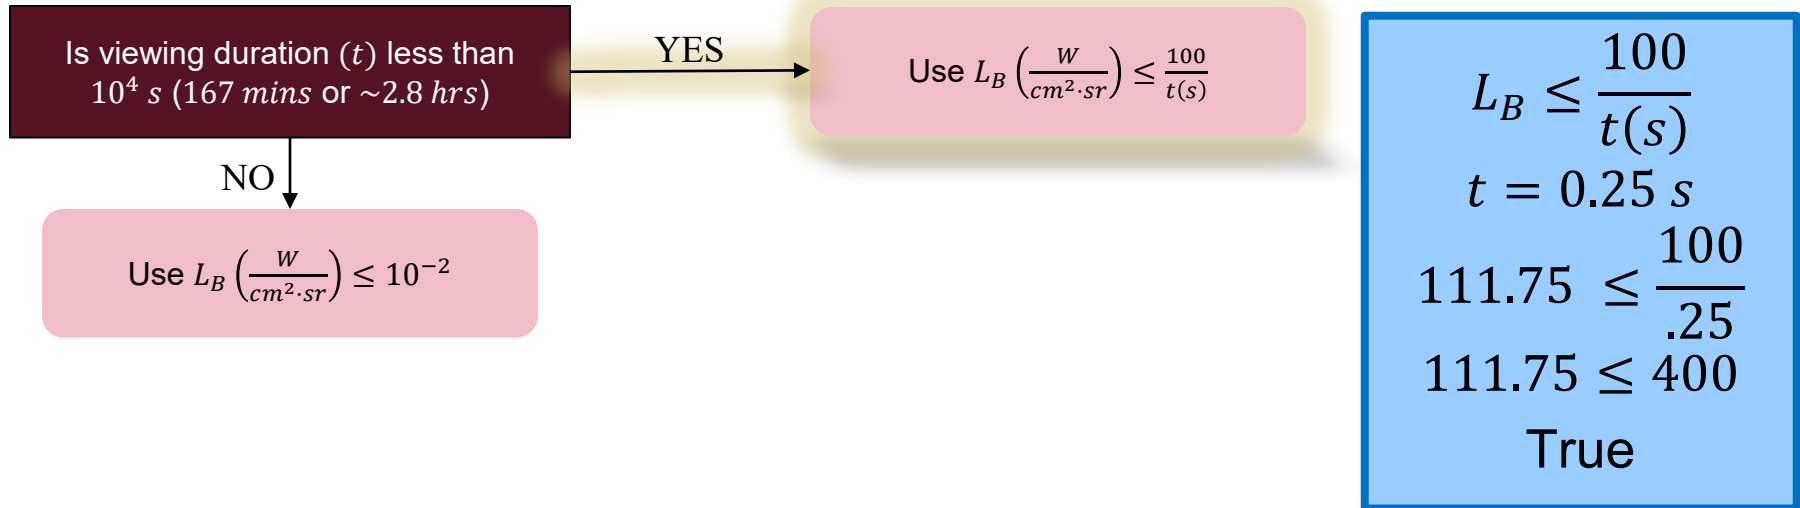 Is viewing duration (t) less than
10⁴ s (167 mins or ~2.8 hrs)
YES
Use L_B (W/cm²·sr) ≤ 100/t(s)
NO
Use L_B (W/cm²·sr) ≤ 10⁻²
L_B ≤ 100/t(s)
t = 0.25 s
111.75 ≤ 100/.25
111.75 ≤ 400
True